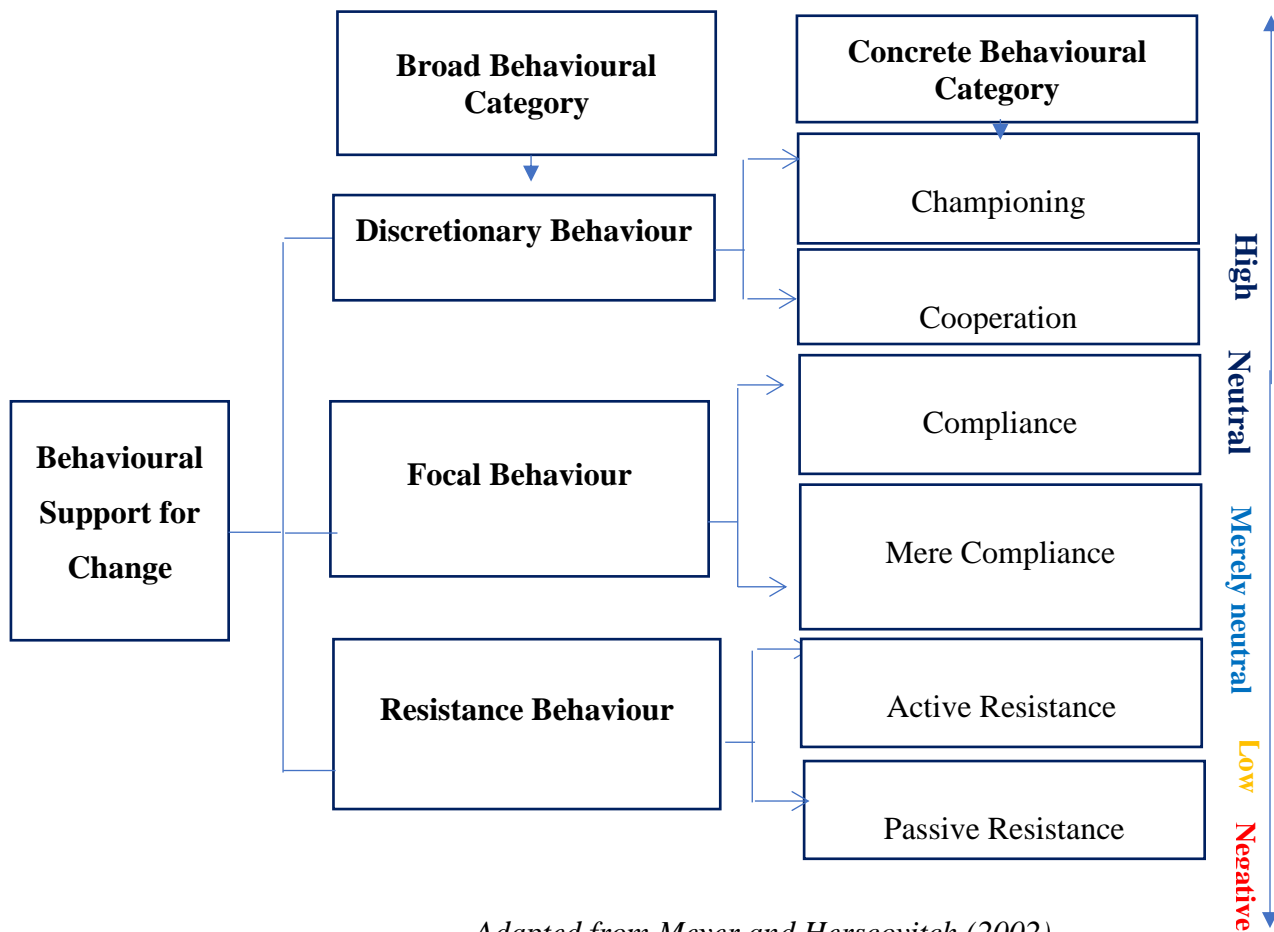 Broad Behavioural
Category
Concrete Behavioural
Category
Discretionary Behaviour
Championing
Cooperation
Behavioural
Support for
Change
Focal Behaviour
Compliance
Mere Compliance
Resistance Behaviour
Active Resistance
Passive Resistance
High
Neutral
Merely neutral
Low
Negative
Adapted from Meyer and Herscovitch (2002)